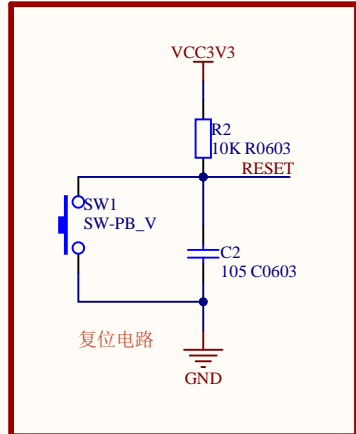 VCC3V3
R2
10K R0603
RESET
SW1
SW-PB_V
C2
105 C0603
复位电路
GND